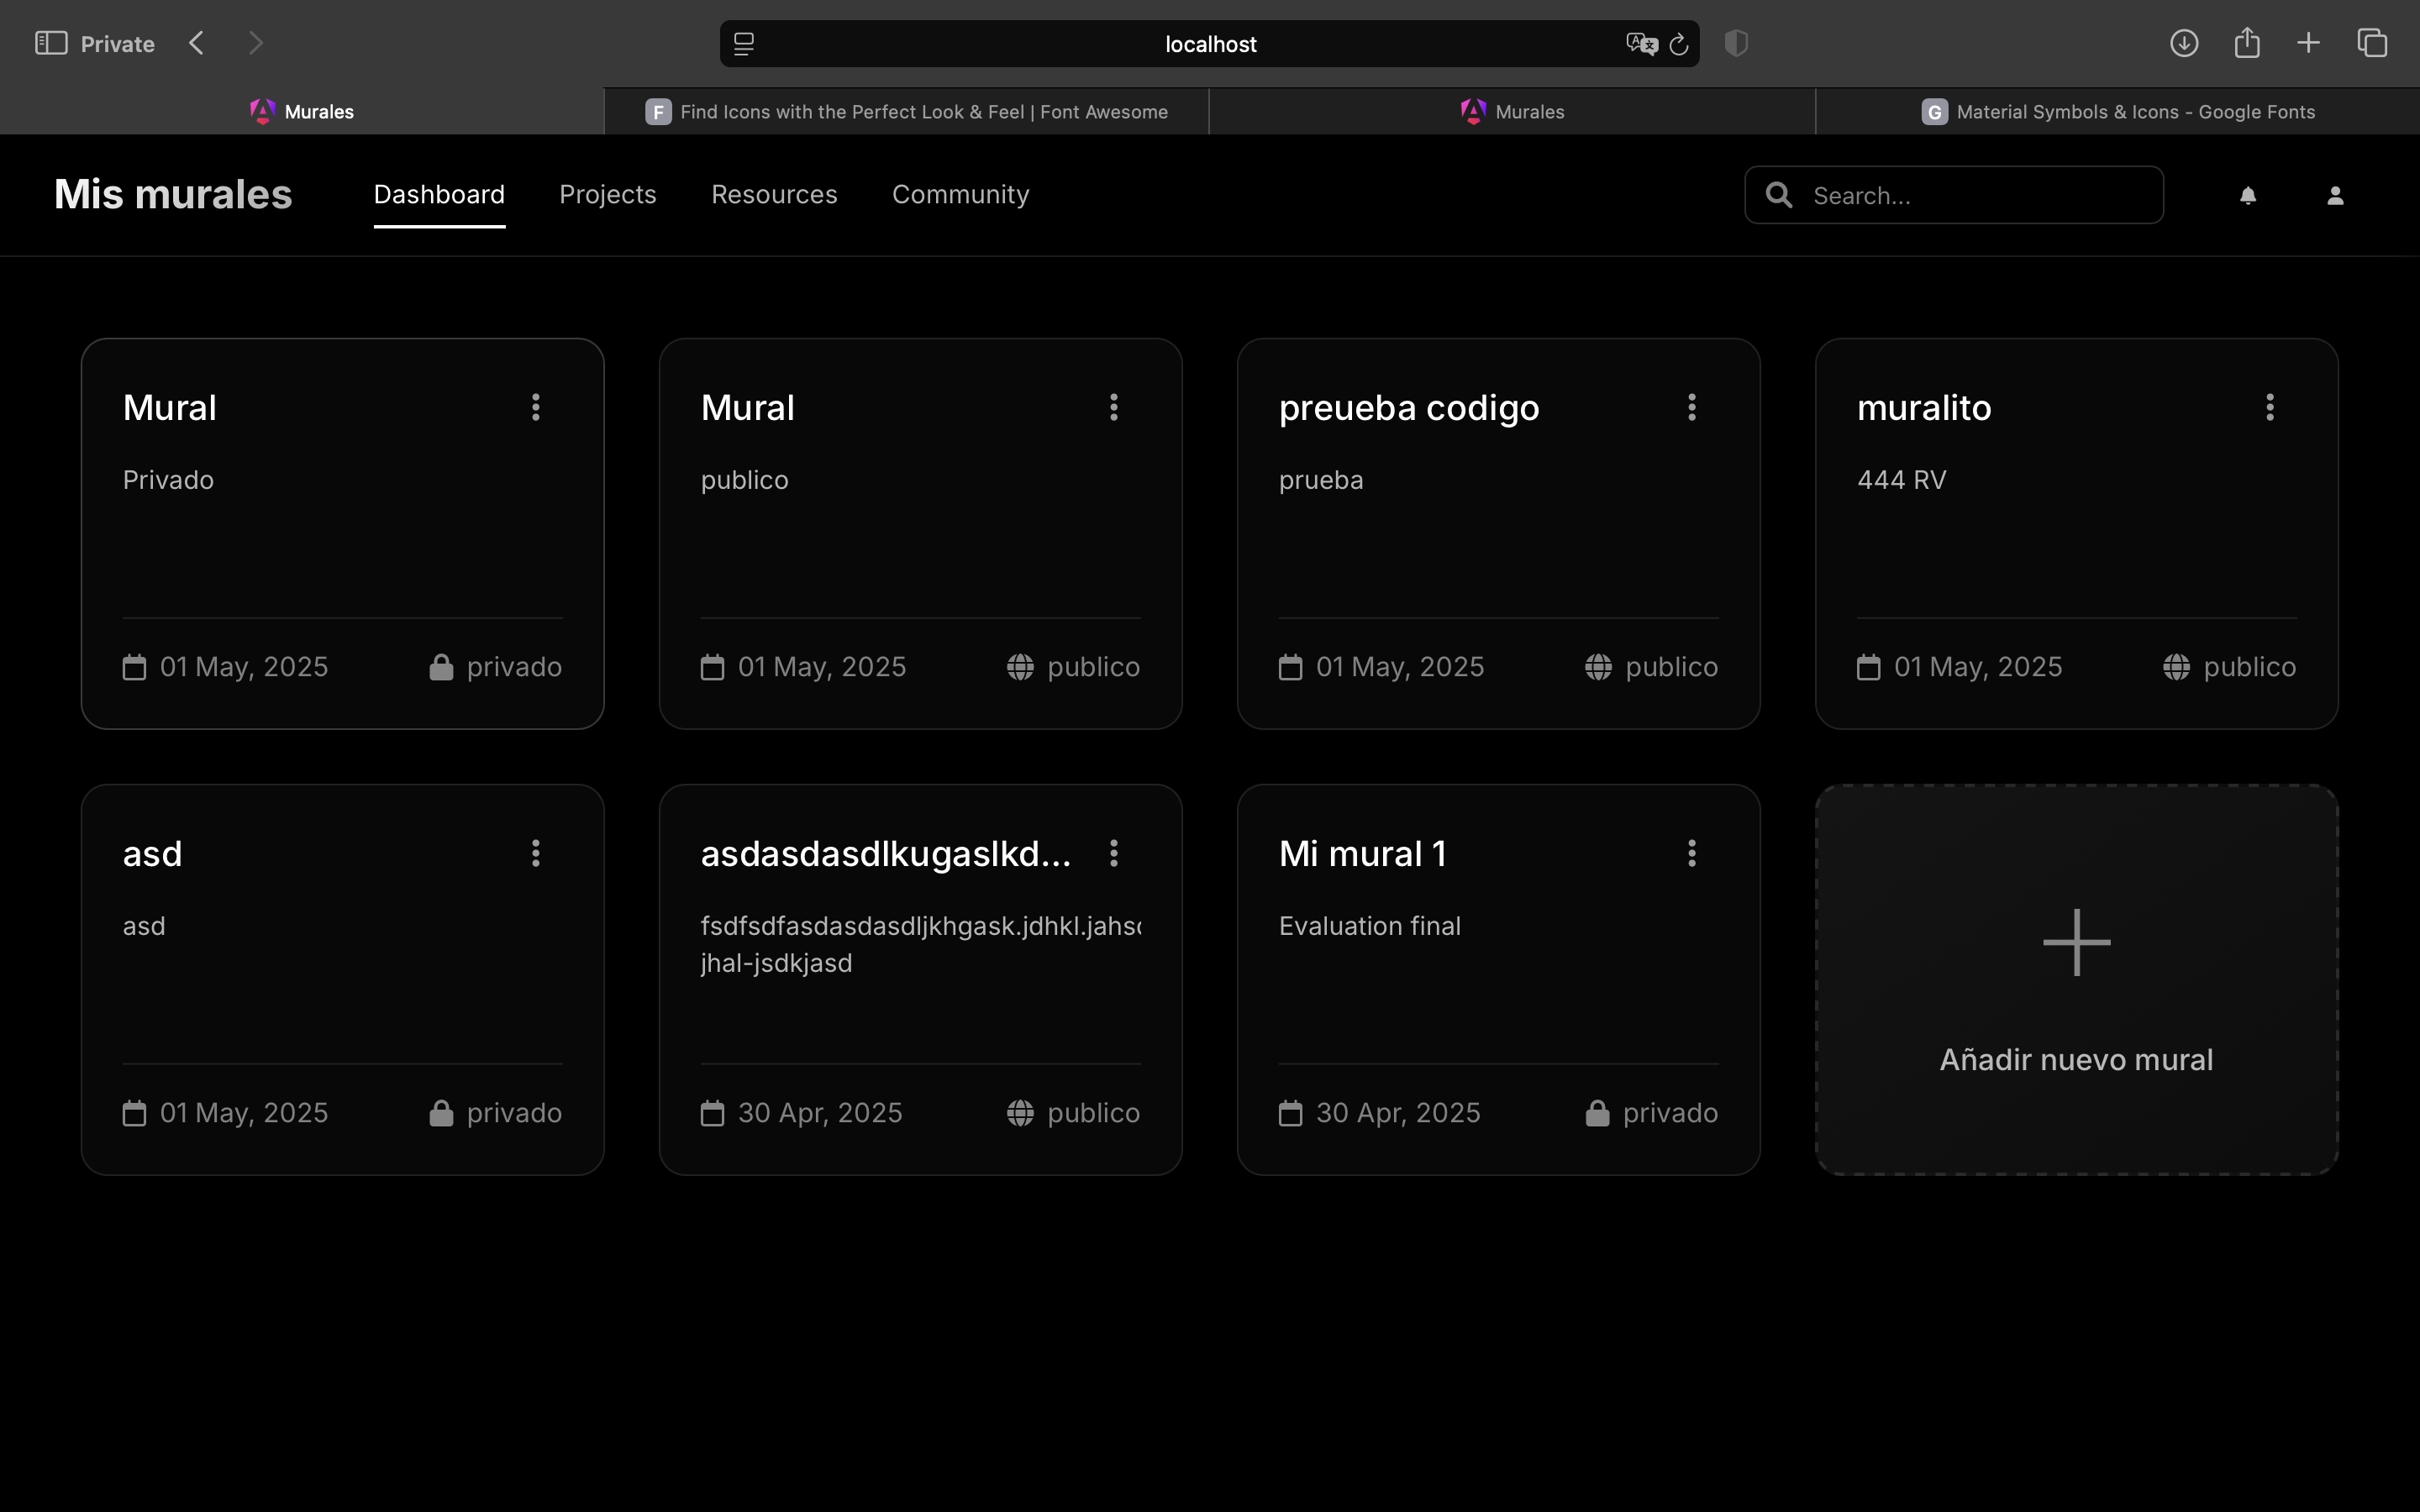 Private
localhost
Murales
F Find Icons with the Perfect Look & Feel | Font Awesome
Murales
G Material Symbols & Icons - Google Fonts
Mis murales
Dashboard
Projects
Resources
Community
Search...
Mural
Privado
01 May, 2025
privado
Mural
publico
01 May, 2025
publico
preueba codigo
prueba
01 May, 2025
publico
muralito
444 RV
01 May, 2025
publico
asd
asd
01 May, 2025
privado
asdasdasdlkugaslkd...
fsdfsdfasdasdasdljkhgask.jdhkl.jahsd
jhal-jsdkjasd
30 Apr, 2025
publico
Mi mural 1
Evaluation final
30 Apr, 2025
privado
Añadir nuevo mural